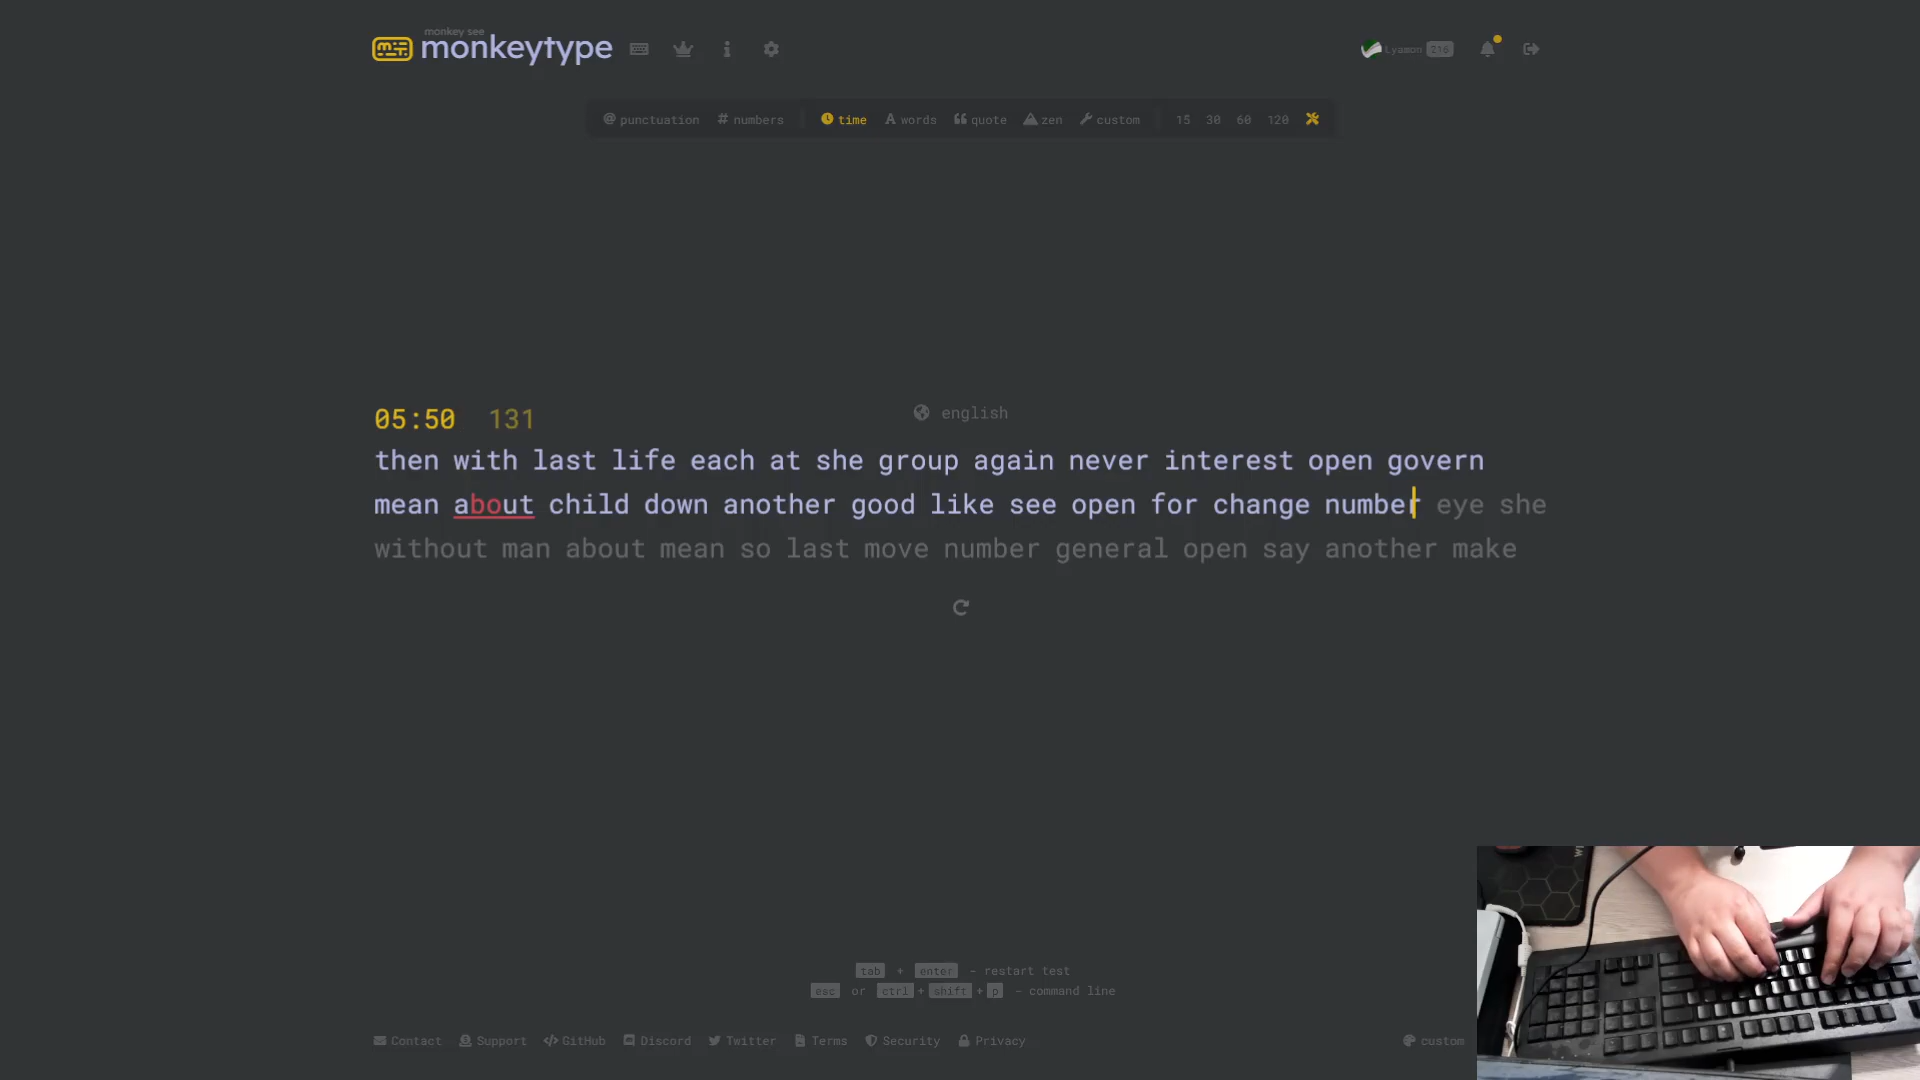 monkey see
monkeytype
Lyamon 216
punctuation numbers time words quote zen custom 15 30 60 120
05:50 131 english
then with last life each at she group again never interest open govern
mean about child down another good like see open for change number eye she
without man about mean so last move number general open say another make
tab + enter - restart test
esc or ctrl + shift + p - command line
Contact Support GitHub Discord Twitter Terms Security Privacy custom